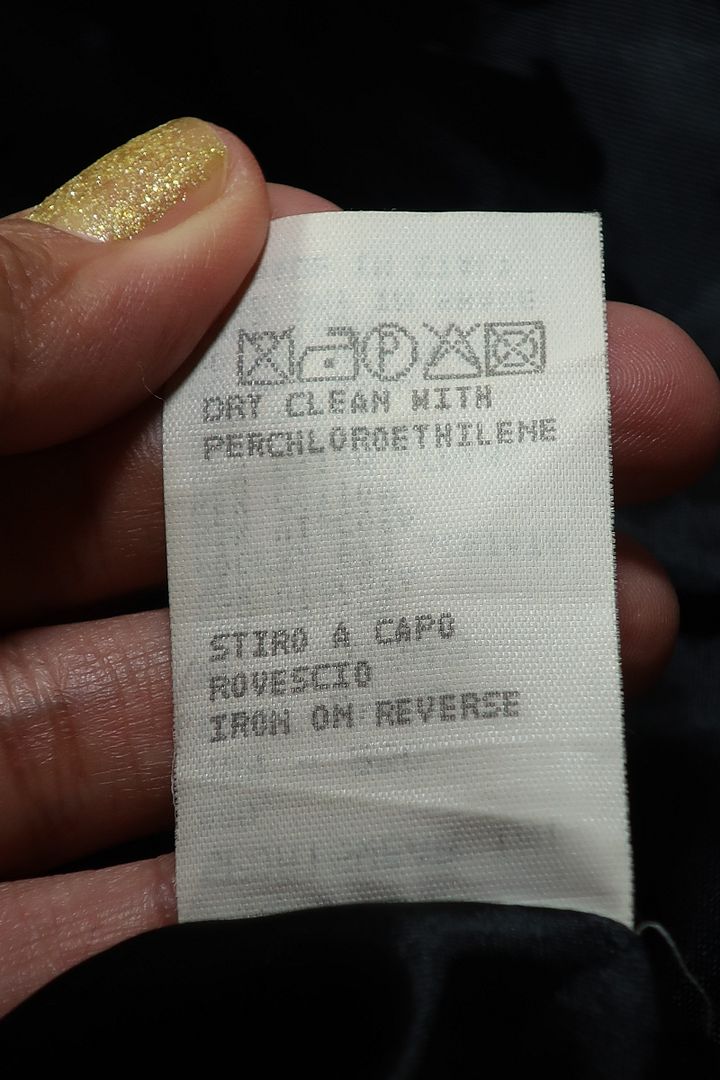 P
DRY CLEAN WITH
PERCHLOROETHILENE
STIRO A CAPO
ROVESCIO
IRON ON REVERSE